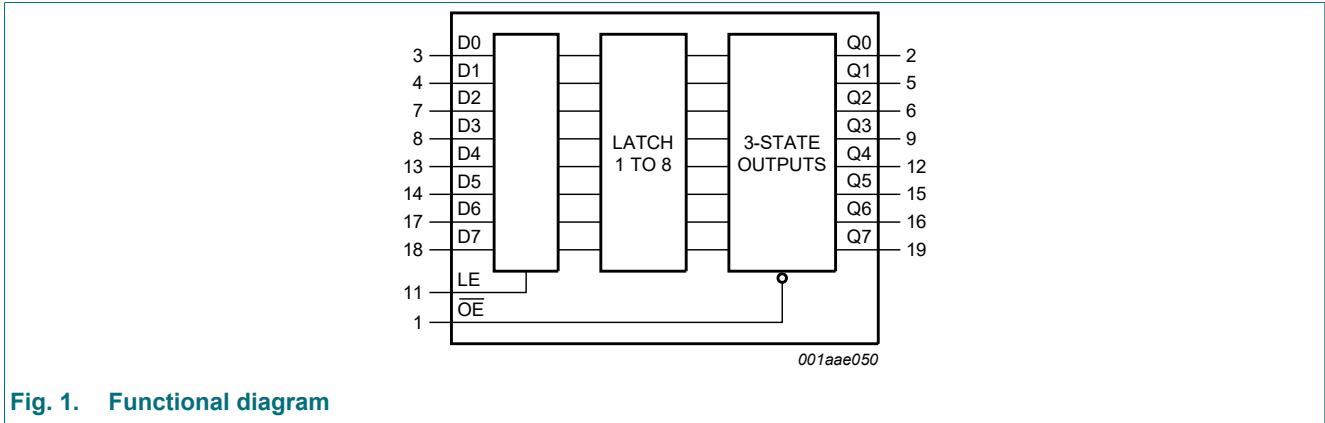 D0 Q0
3 2
D1 Q1
4 5
D2 Q2
7 6
D3 Q3
8 9
LATCH 3-STATE
D4 Q4
1 TO 8 OUTPUTS
13 12
D5 Q5
14 15
D6 Q6
17 16
D7 Q7
18 19
LE
11
OE
1
001aae050
Fig. 1. Functional diagram